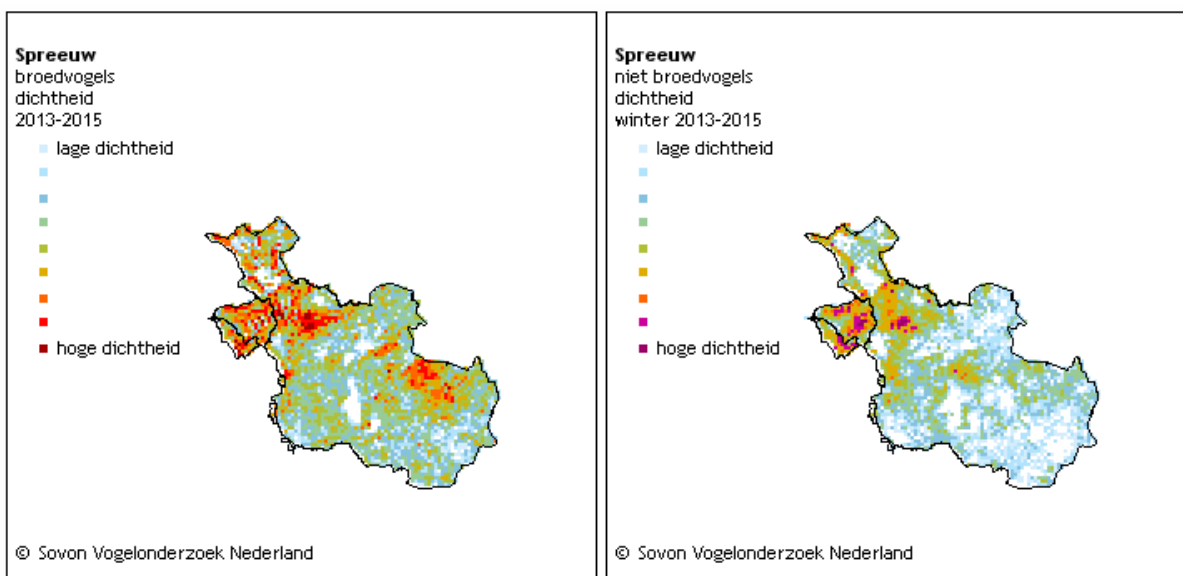 Spreeuw
broedvogels
dichtheid
2013-2015
lage dichtheid
hoge dichtheid
© Sovon Vogelonderzoek Nederland
Spreeuw
niet broedvogels
dichtheid
winter 2013-2015
lage dichtheid
hoge dichtheid
© Sovon Vogelonderzoek Nederland